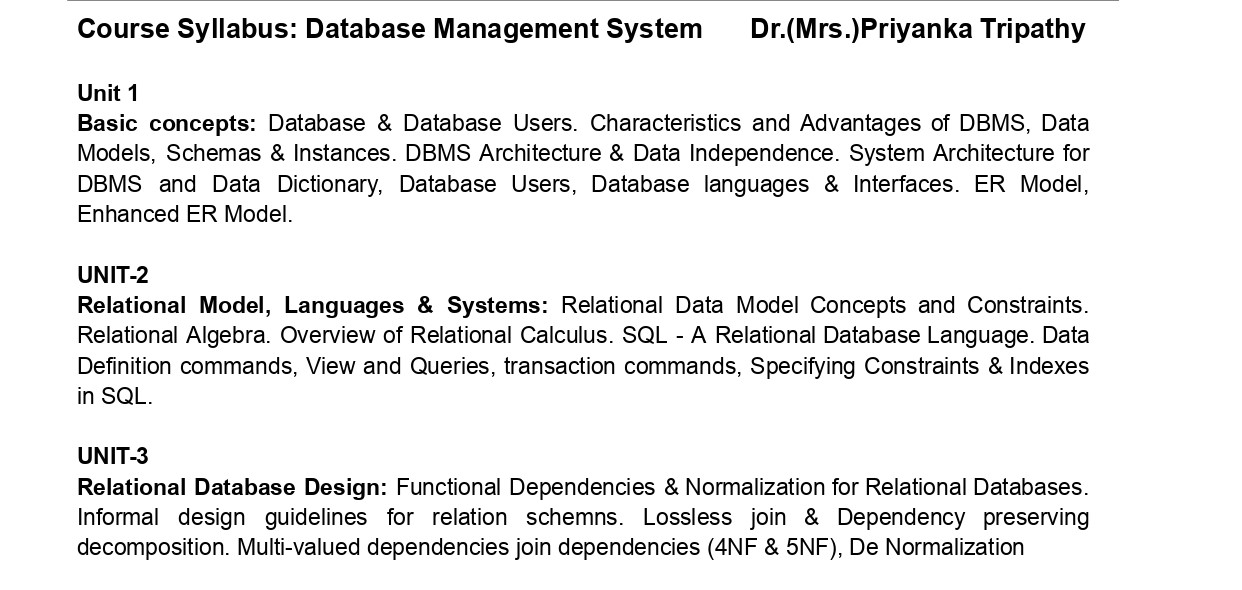 Course Syllabus: Database Management System Dr.(Mrs.)Priyanka Tripathy
Unit 1
Basic concepts: Database & Database Users. Characteristics and Advantages of DBMS, Data
Models, Schemas & Instances. DBMS Architecture & Data Independence. System Architecture for
DBMS and Data Dictionary, Database Users, Database languages & Interfaces. ER Model,
Enhanced ER Model.
UNIT-2
Relational Model, Languages & Systems: Relational Data Model Concepts and Constraints.
Relational Algebra. Overview of Relational Calculus. SQL - A Relational Database Language. Data
Definition commands, View and Queries, transaction commands, Specifying Constraints & Indexes
in SQL.
UNIT-3
Relational Database Design: Functional Dependencies & Normalization for Relational Databases.
Informal design guidelines for relation schemns. Lossless join & Dependency preserving
decomposition. Multi-valued dependencies join dependencies (4NF & 5NF), De Normalization